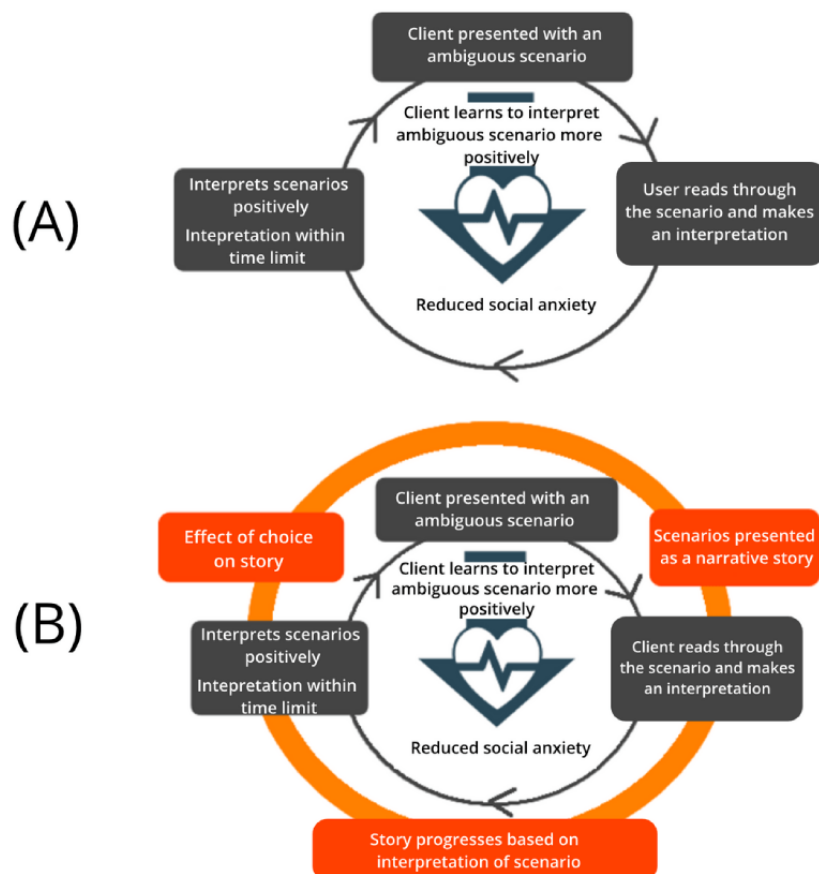 (A)
Client presented with an
ambiguous scenario
Client learns to interpret
ambiguous scenario more
positively
Interprets scenarios
positively
Intepretation within
time limit
User reads through
the scenario and makes
an interpretation
Reduced social anxiety
(B)
Client presented with an
ambiguous scenario
Effect of choice
on story
Scenarios presented
as a narrative story
Client learns to interpret
ambiguous scenario more
positively
Interprets scenarios
positively
Intepretation within
time limit
Client reads through
the scenario and makes
an interpretation
Reduced social anxiety
Story progresses based on
interpretation of scenario